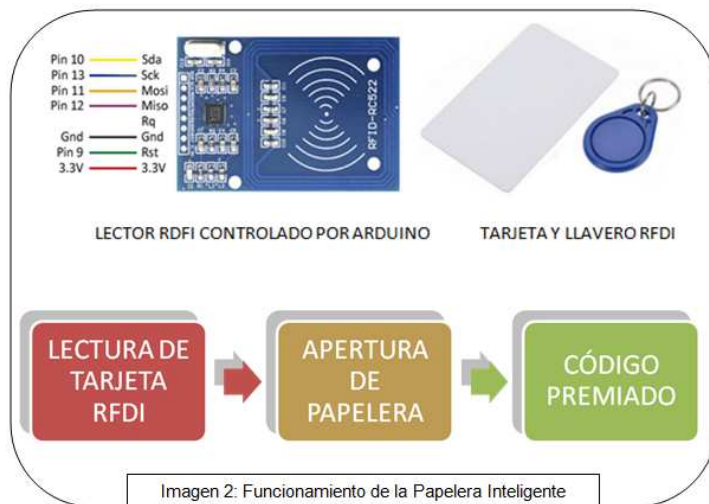 Pin 10 Sda
Pin 13 Sck
Pin 11 Mosi
Pin 12 Miso
Rq
Gnd Gnd
Pin 9 Rst
3.3V 3.3V
RFID-RC522
LECTOR RDFI CONTROLADO POR ARDUINO
TARJETA Y LLAVERO RFDI
LECTURA DE
TARJETA
RFDI
APERTURA
DE
PAPELERA
CÓDIGO
PREMIADO
Imagen 2: Funcionamiento de la Papelera Inteligente